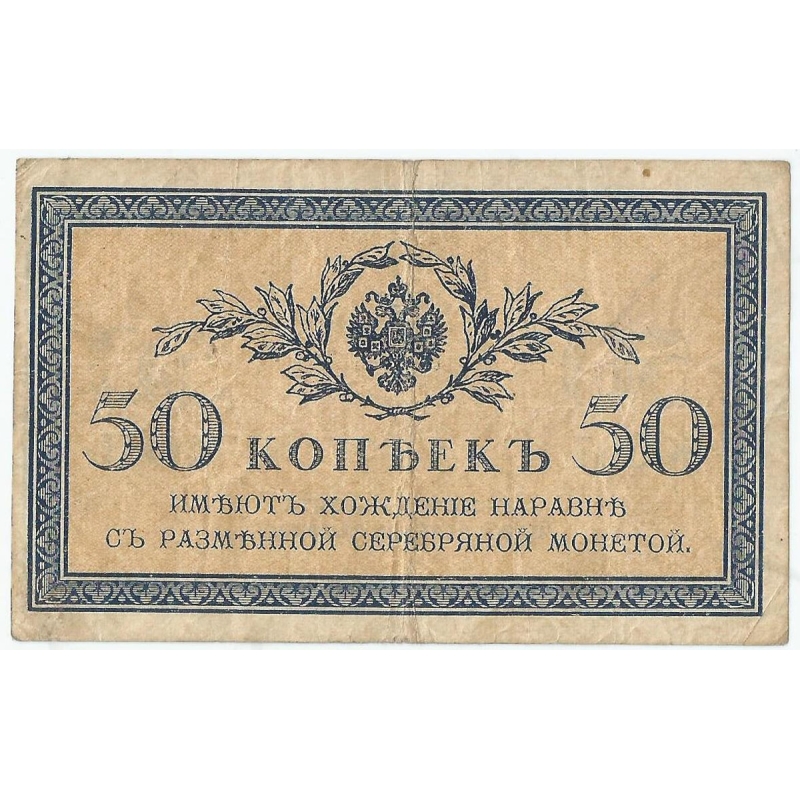 50 КОПѢЕКЪ 50
ИМѢЮТЪ ХОЖДЕНІЕ НАРАВНѢ
СЪ РАЗМѢННОЙ СЕРЕБРЯНОЙ МОНЕТОЙ.